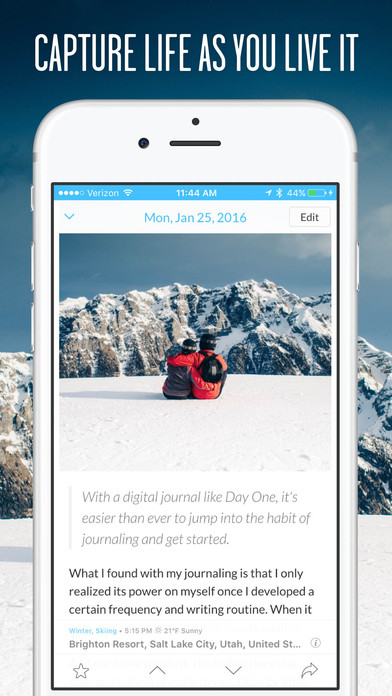 CAPTURE LIFE AS YOU LIVE IT
Verizon 11:44 AM 44%
Mon, Jan 25, 2016 Edit
With a digital journal like Day One, it's
easier than ever to jump into the habit of
journaling and get started.
What I found with my journaling is that I only
realized its power on myself once I developed a
certain frequency and writing routine. When it
Winter, Skiing • 5:15 PM 21°F Sunny
Brighton Resort, Salt Lake City, Utah, United St...